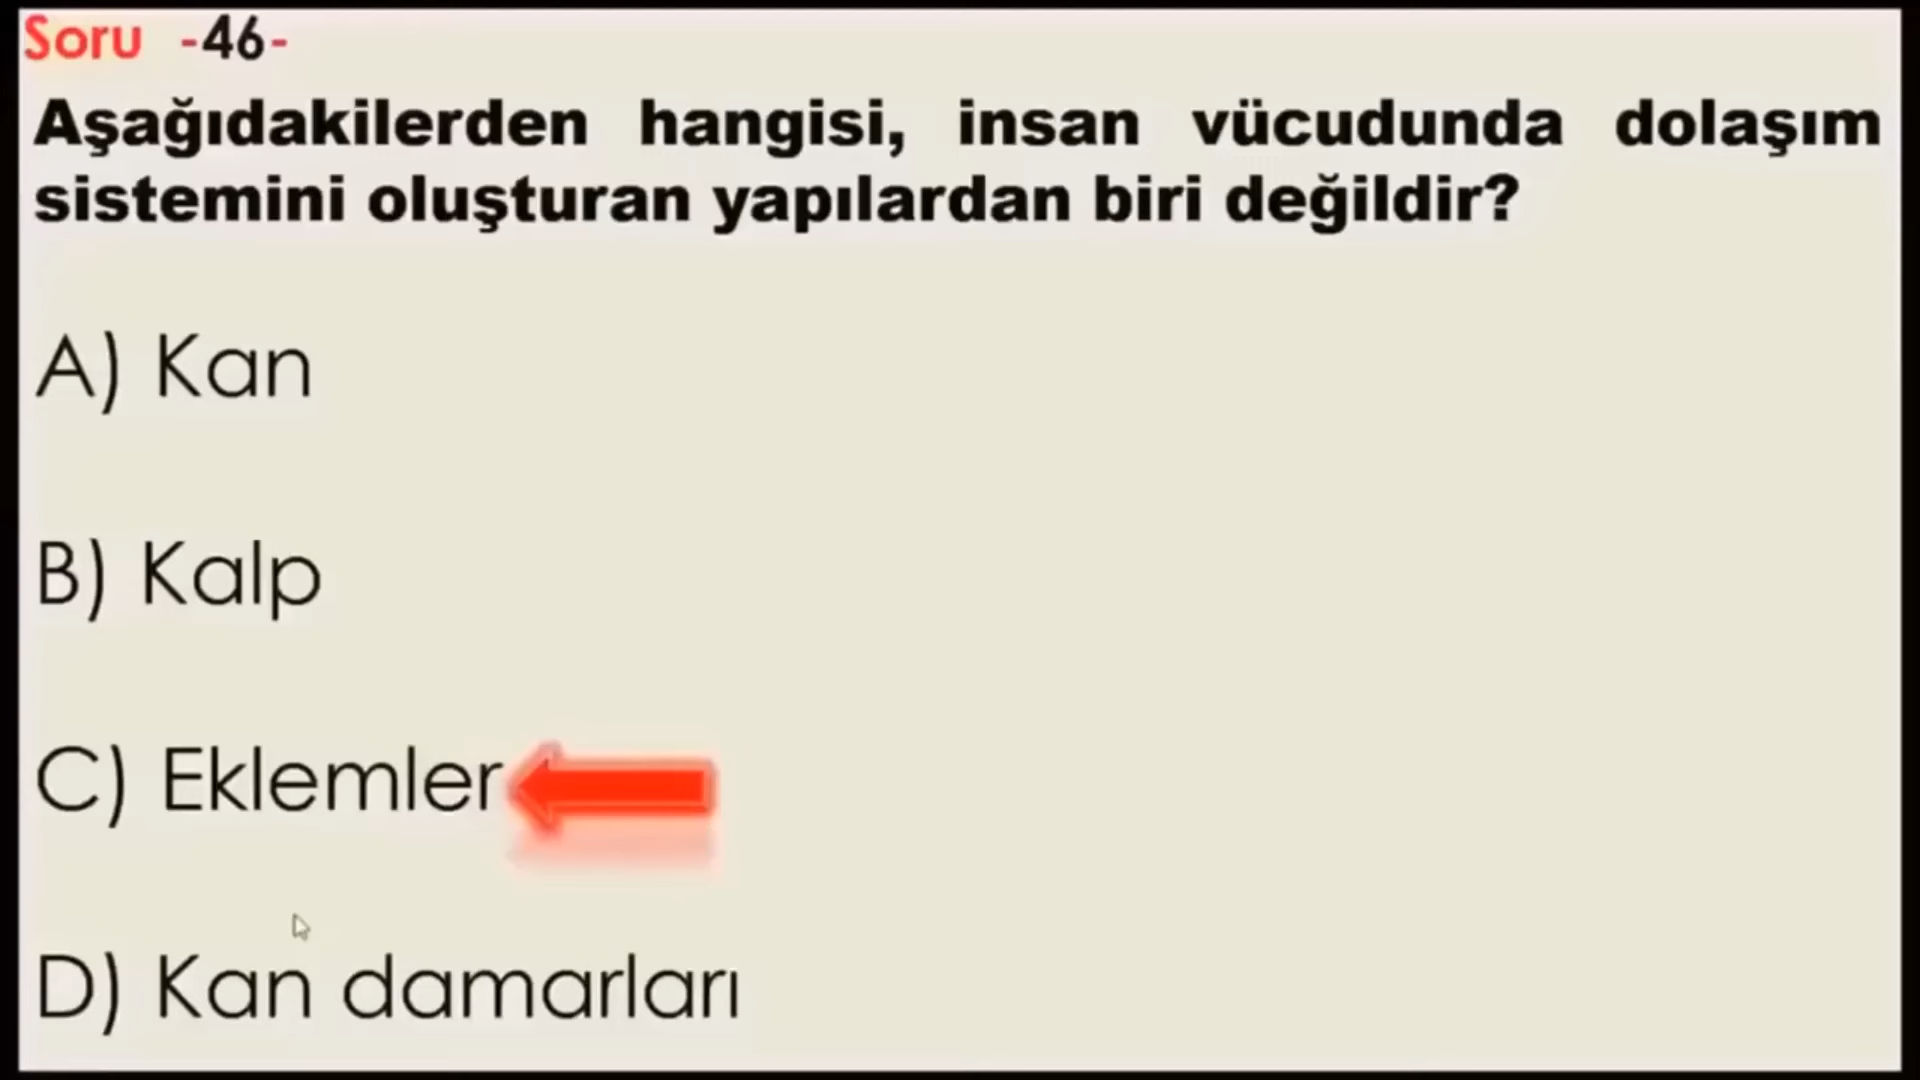 Soru -46-
Aşağıdakilerden hangisi, insan vücudunda dolaşım
sistemini oluşturan yapılardan biri değildir?
A) Kan
B) Kalp
C) Eklemler
D) Kan damarları